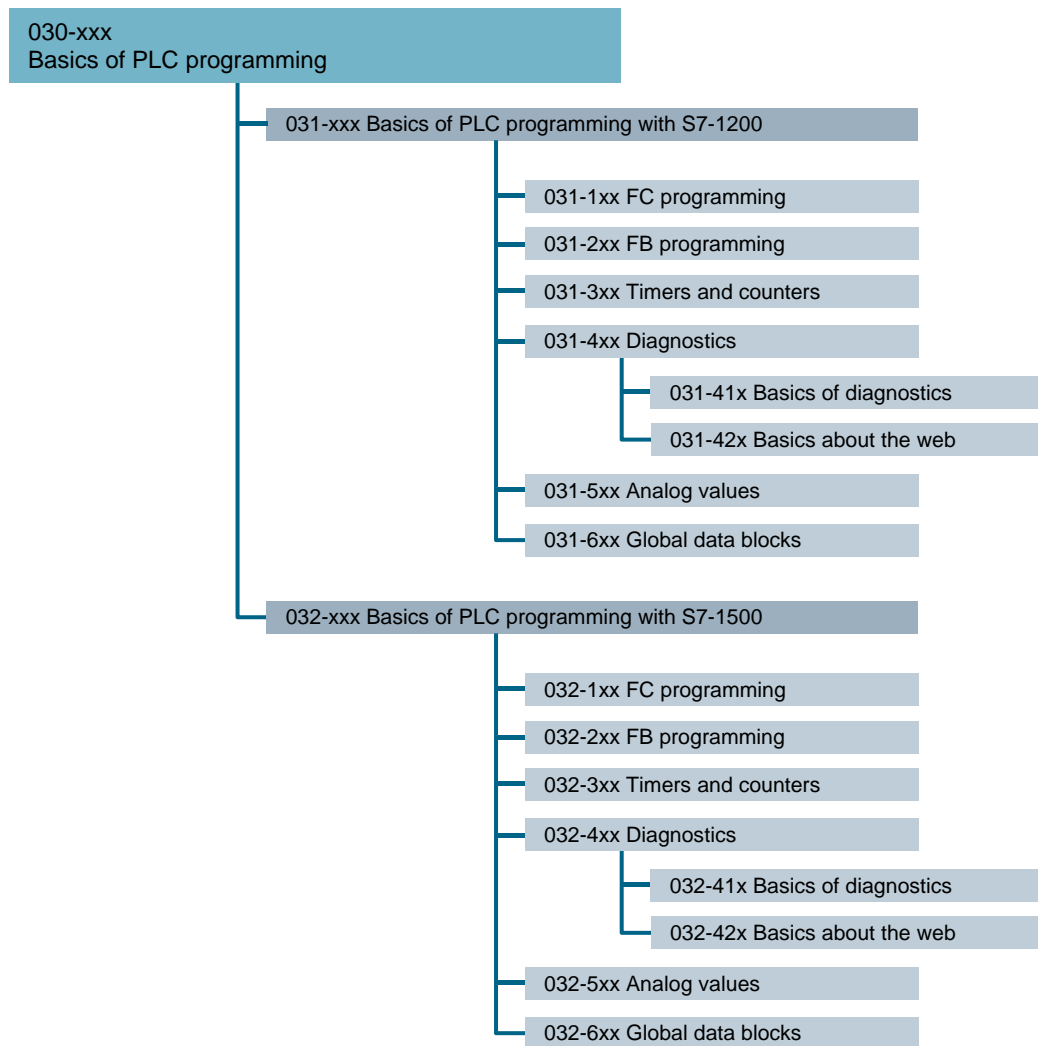 030-xxx
Basics of PLC programming
031-xxx Basics of PLC programming with S7-1200
031-1xx FC programming
031-2xx FB programming
031-3xx Timers and counters
031-4xx Diagnostics
031-41x Basics of diagnostics
031-42x Basics about the web
031-5xx Analog values
031-6xx Global data blocks
032-xxx Basics of PLC programming with S7-1500
032-1xx FC programming
032-2xx FB programming
032-3xx Timers and counters
032-4xx Diagnostics
032-41x Basics of diagnostics
032-42x Basics about the web
032-5xx Analog values
032-6xx Global data blocks